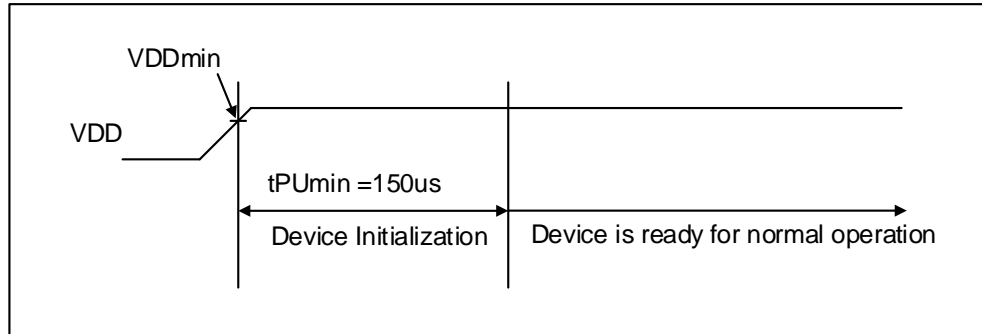 VDDmin
VDD
tPUmin =150us
Device Initialization
Device is ready for normal operation